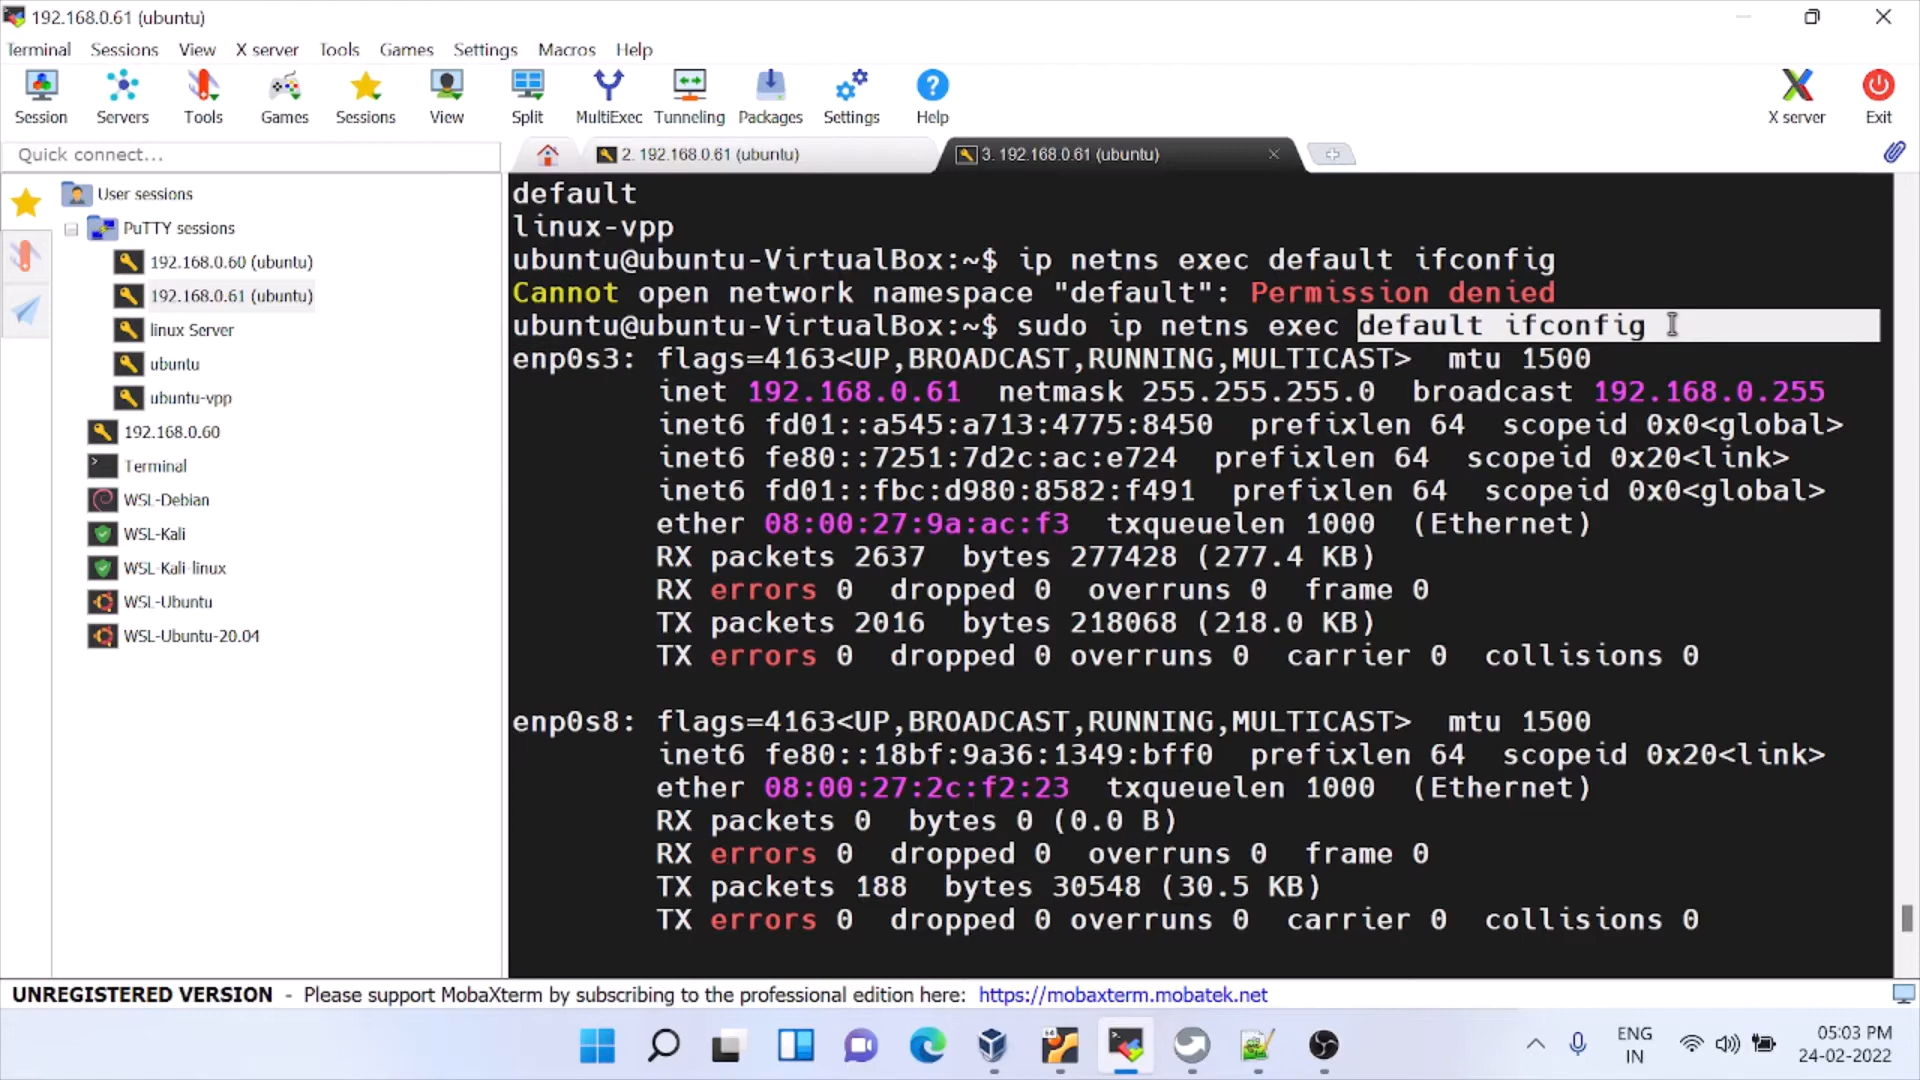 192.168.0.61 (ubuntu)
Terminal Sessions View X server Tools Games Settings Macros Help
Session Servers Tools Games Sessions View Split MultiExec Tunneling Packages Settings Help X server Exit
Quick connect...
2. 192.168.0.61 (ubuntu)
3. 192.168.0.61 (ubuntu)
User sessions
PuTTY sessions
192.168.0.60 (ubuntu)
192.168.0.61 (ubuntu)
linux Server
ubuntu
ubuntu-vpp
192.168.0.60
Terminal
WSL-Debian
WSL-Kali
WSL-Kali-linux
WSL-Ubuntu
WSL-Ubuntu-20.04
default
linux-vpp
ubuntu@ubuntu-VirtualBox:~$ ip netns exec default ifconfig
Cannot open network namespace "default": Permission denied
ubuntu@ubuntu-VirtualBox:~$ sudo ip netns exec default ifconfig
enp0s3: flags=4163<UP,BROADCAST,RUNNING,MULTICAST> mtu 1500
inet 192.168.0.61 netmask 255.255.255.0 broadcast 192.168.0.255
inet6 fd01::a545:a713:4775:8450 prefixlen 64 scopeid 0x0<global>
inet6 fe80::7251:7d2c:ac:e724 prefixlen 64 scopeid 0x20<link>
inet6 fd01::fbc:d980:8582:f491 prefixlen 64 scopeid 0x0<global>
ether 08:00:27:9a:ac:f3 txqueuelen 1000 (Ethernet)
RX packets 2637 bytes 277428 (277.4 KB)
RX errors 0 dropped 0 overruns 0 frame 0
TX packets 2016 bytes 218068 (218.0 KB)
TX errors 0 dropped 0 overruns 0 carrier 0 collisions 0
enp0s8: flags=4163<UP,BROADCAST,RUNNING,MULTICAST> mtu 1500
inet6 fe80::18bf:9a36:1349:bff0 prefixlen 64 scopeid 0x20<link>
ether 08:00:27:2c:f2:23 txqueuelen 1000 (Ethernet)
RX packets 0 bytes 0 (0.0 B)
RX errors 0 dropped 0 overruns 0 frame 0
TX packets 188 bytes 30548 (30.5 KB)
TX errors 0 dropped 0 overruns 0 carrier 0 collisions 0
UNREGISTERED VERSION - Please support MobaXterm by subscribing to the professional edition here: https://mobaxterm.mobatek.net
ENG
IN
05:03 PM
24-02-2022